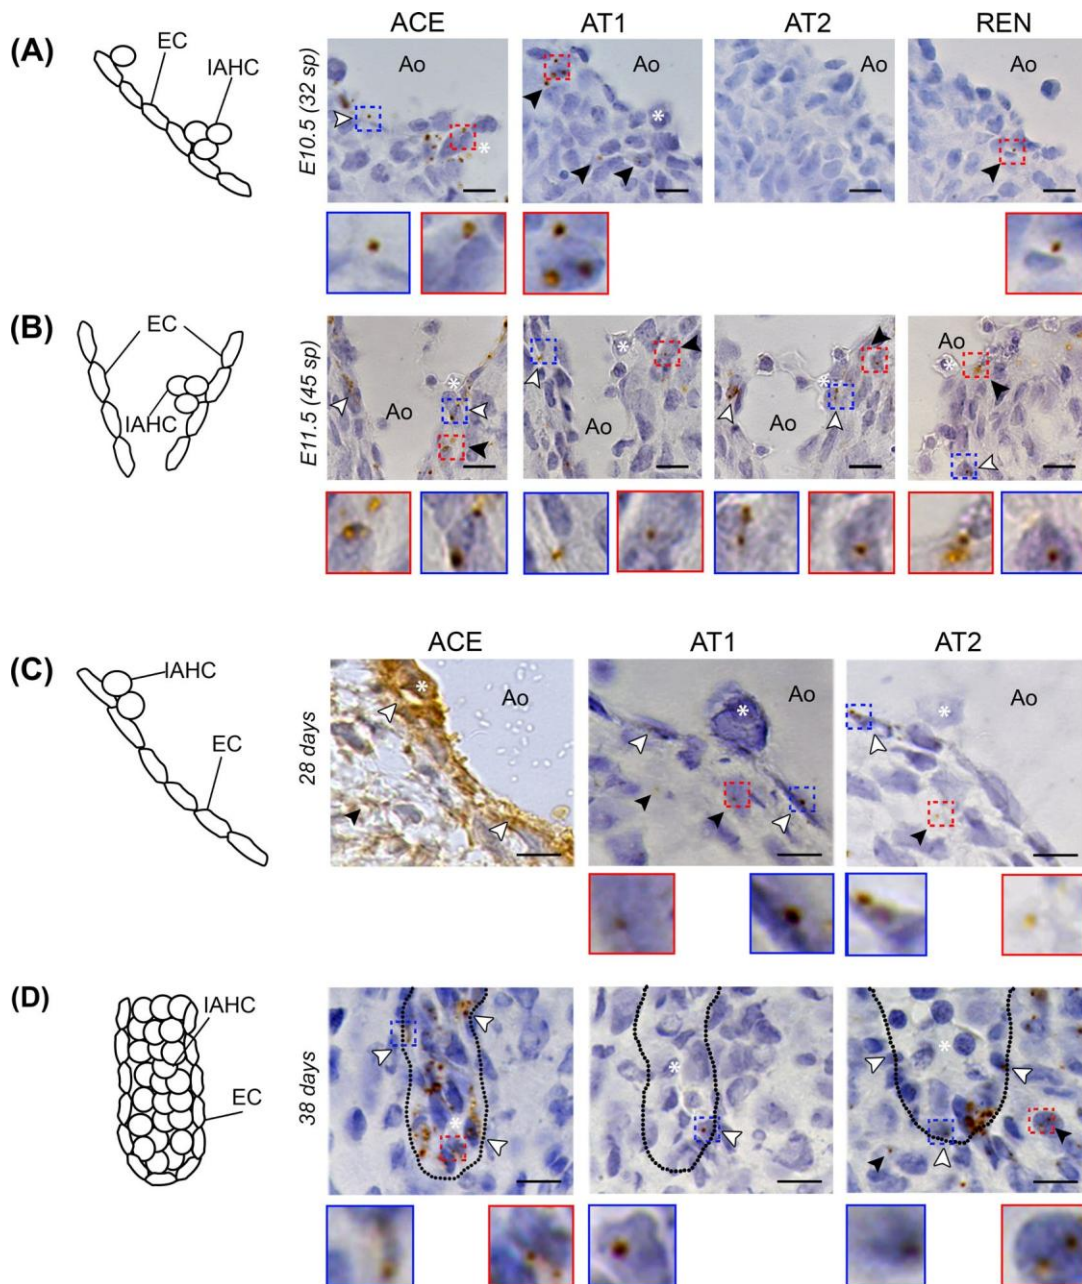 ACE AT1 AT2 REN
(A) EC IAHC E10.5 (32 sp) Ao Ao Ao Ao
* *
(B) EC IAHC E11.5 (45 sp) Ao Ao Ao Ao
* * * *
ACE AT1 AT2
(C) IAHC EC 28 days Ao Ao Ao
* * *
(D) IAHC EC 38 days
* * *